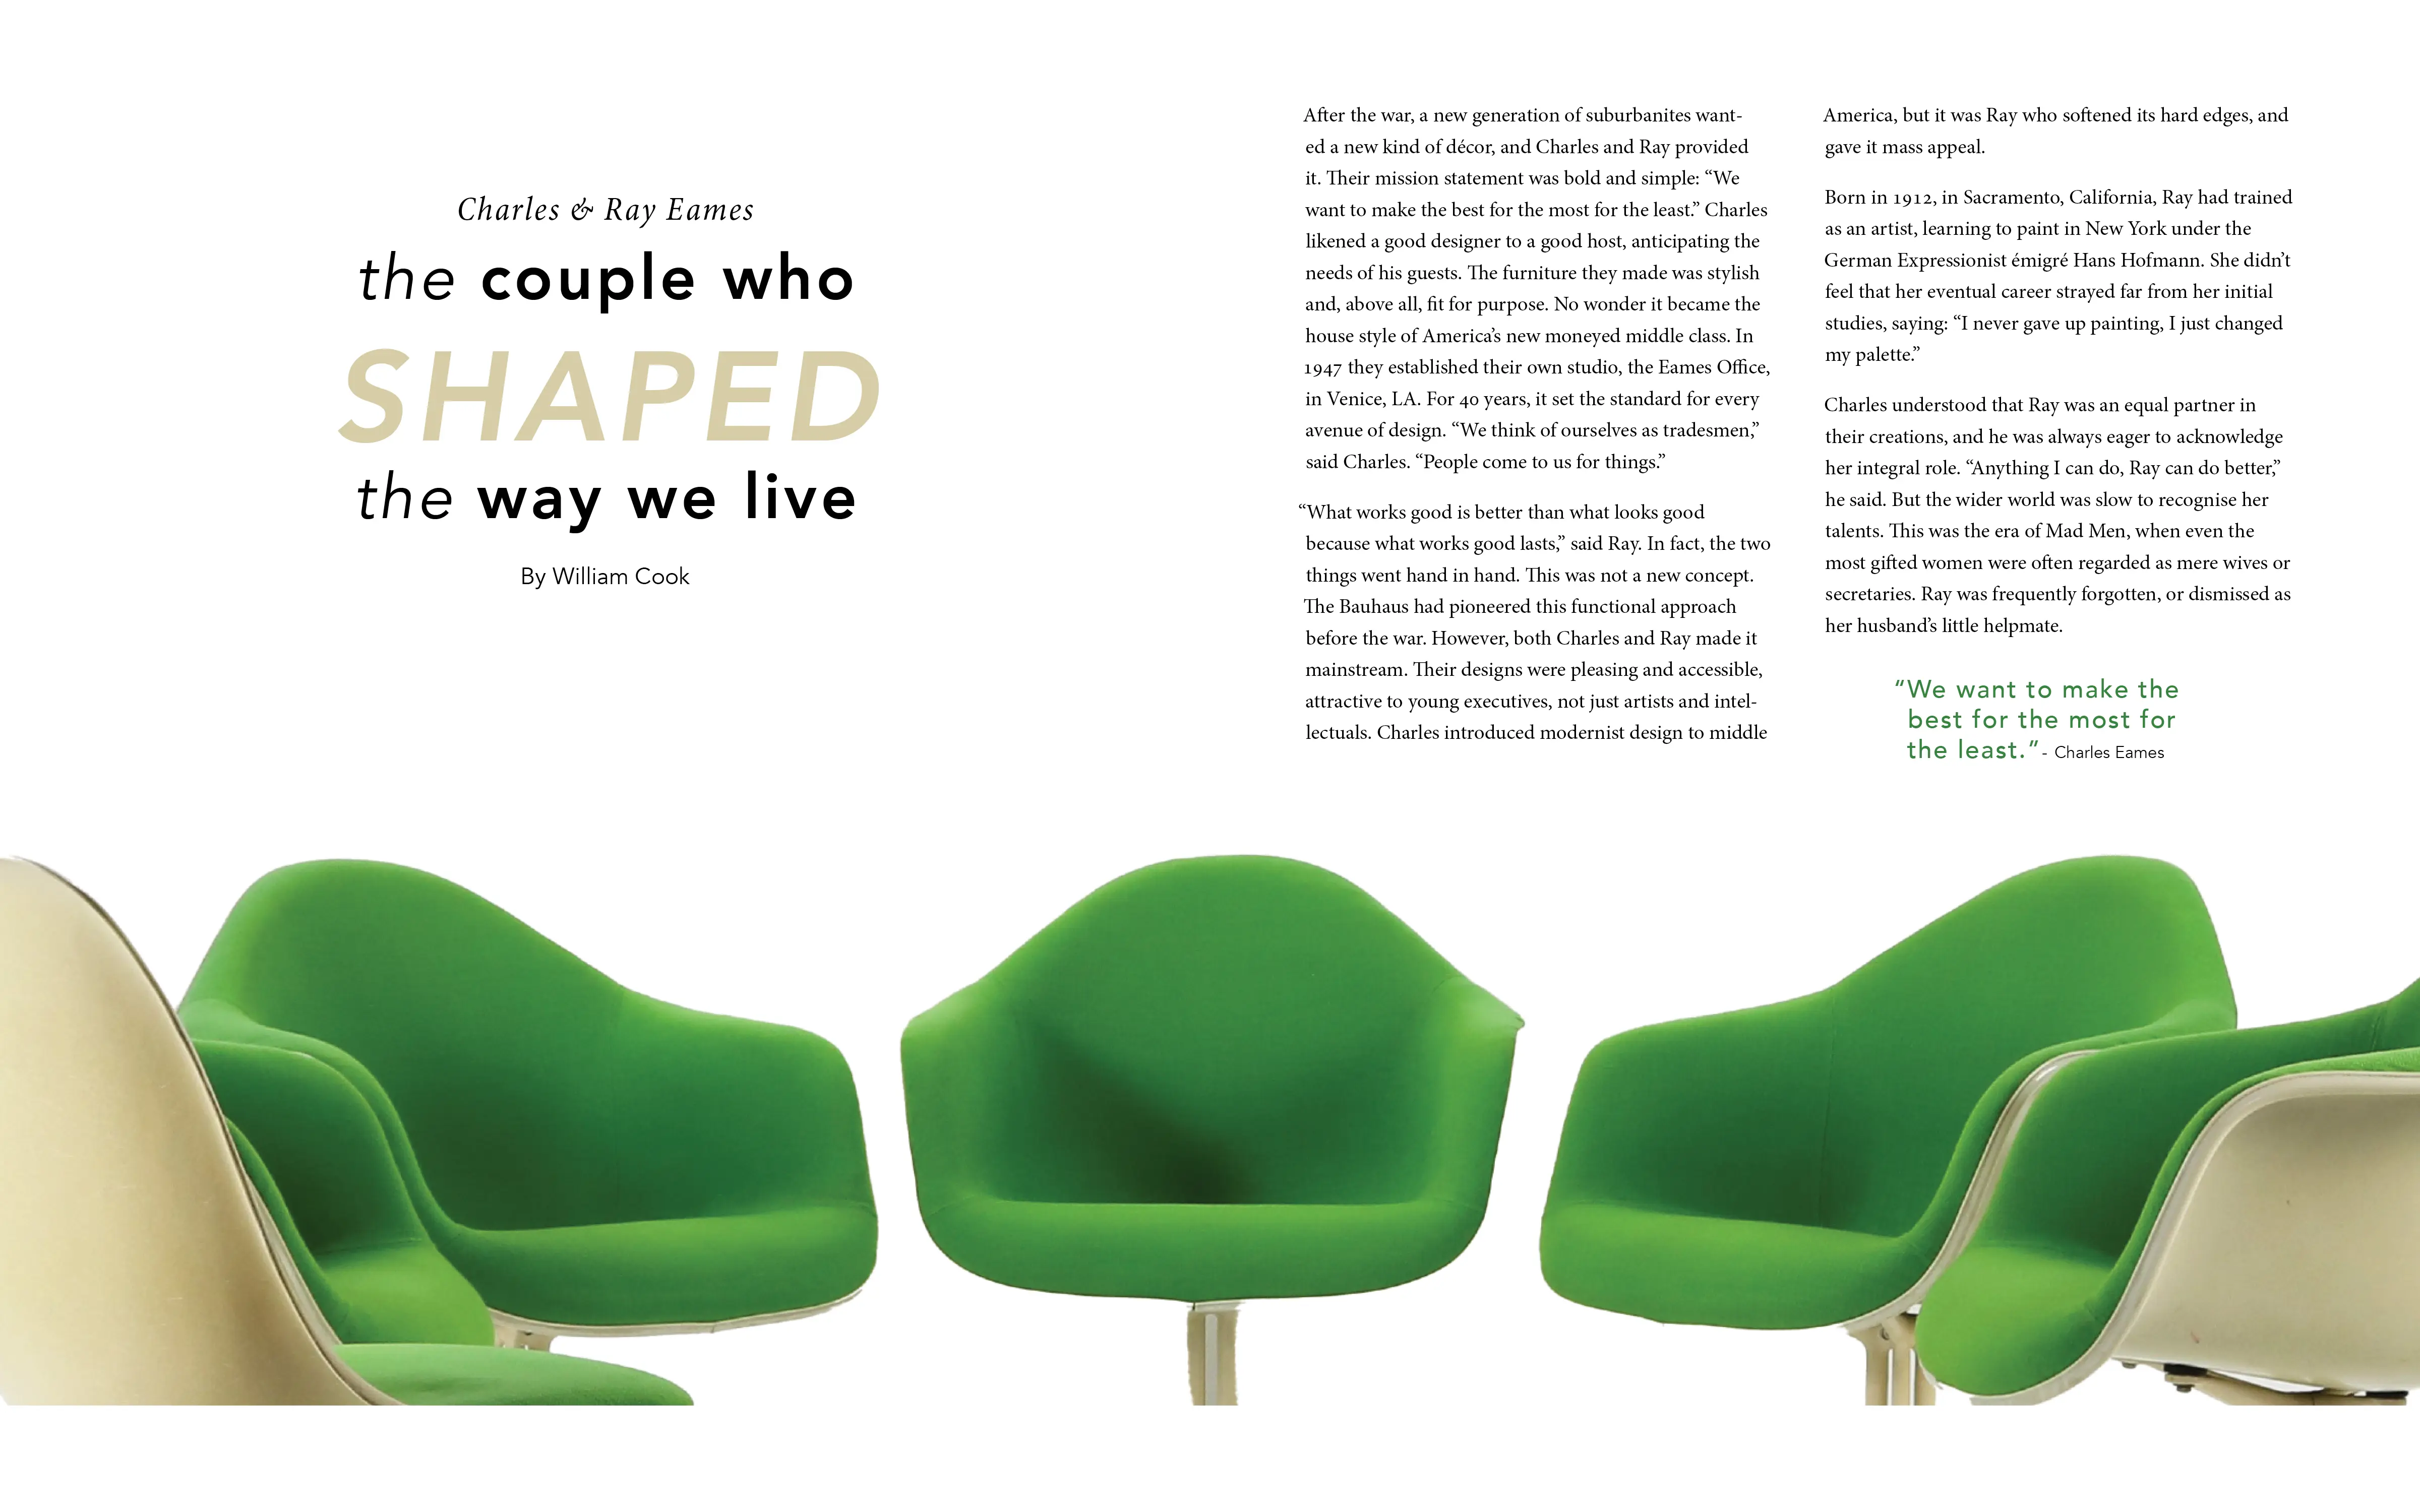 Charles & Ray Eames
the couple who
SHAPED
the way we live
By William Cook
After the war, a new generation of suburbanites want-
ed a new kind of décor, and Charles and Ray provided
it. Their mission statement was bold and simple: “We
want to make the best for the most for the least.” Charles
likened a good designer to a good host, anticipating the
needs of his guests. The furniture they made was stylish
and, above all, fit for purpose. No wonder it became the
house style of America’s new moneyed middle class. In
1947 they established their own studio, the Eames Office,
in Venice, LA. For 40 years, it set the standard for every
avenue of design. “We think of ourselves as tradesmen,”
said Charles. “People come to us for things.”
“What works good is better than what looks good
because what works good lasts,” said Ray. In fact, the two
things went hand in hand. This was not a new concept.
The Bauhaus had pioneered this functional approach
before the war. However, both Charles and Ray made it
mainstream. Their designs were pleasing and accessible,
attractive to young executives, not just artists and intel-
lectuals. Charles introduced modernist design to middle
America, but it was Ray who softened its hard edges, and
gave it mass appeal.
Born in 1912, in Sacramento, California, Ray had trained
as an artist, learning to paint in New York under the
German Expressionist émigré Hans Hofmann. She didn’t
feel that her eventual career strayed far from her initial
studies, saying: “I never gave up painting, I just changed
my palette.”
Charles understood that Ray was an equal partner in
their creations, and he was always eager to acknowledge
her integral role. “Anything I can do, Ray can do better,”
he said. But the wider world was slow to recognise her
talents. This was the era of Mad Men, when even the
most gifted women were often regarded as mere wives or
secretaries. Ray was frequently forgotten, or dismissed as
her husband’s little helpmate.
“We want to make the
best for the most for
the least.” - Charles Eames